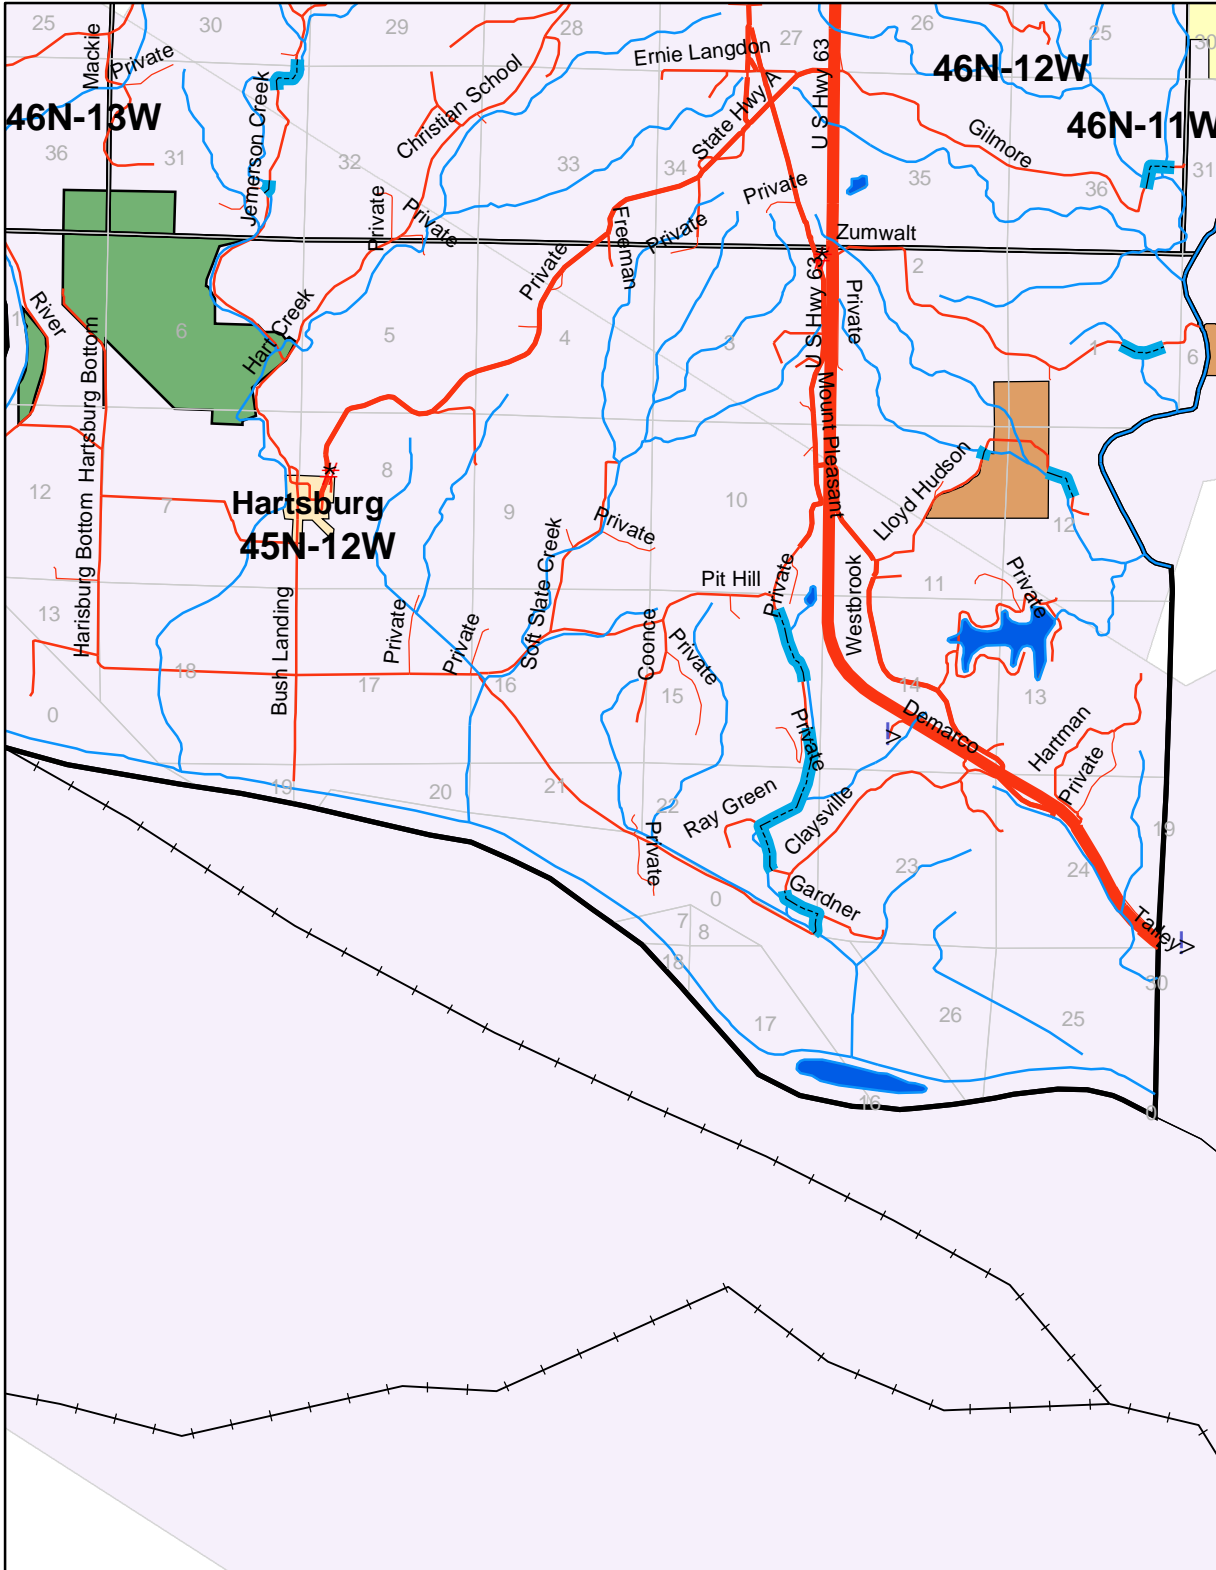 25
30
29
28
27
26
25
30
Mackie
Private
Ernie Langdon
U S Hwy 63
46N-12W
46N-13W
Jemerson Creek
Christian School
State Hwy A
Gilmore
46N-11W
36
31
32
33
34
35
36
31
Private
Private
Freeman
Private
Private
Zumwalt
Private
2
River
Hart Creek
U S Hwy 63
Private
1
6
5
4
3
1
6
Hartsburg Bottom
Mount Pleasant
12
7
8
9
10
Lloyd Hudson
12
Hartsburg
45N-12W
Soft Slate Creek
Private
Harisburg Bottom
13
Bush Landing
Private
Private
Pit Hill
Private
Westbrook
11
Private
Coonce
Private
18
17
16
15
14
13
0
Private
Demarco
Hartman
Private
19
20
21
22
Ray Green
Claysville
19
Private
23
24
0
Gardner
7
8
18
Talley
30
17
26
25
16
0